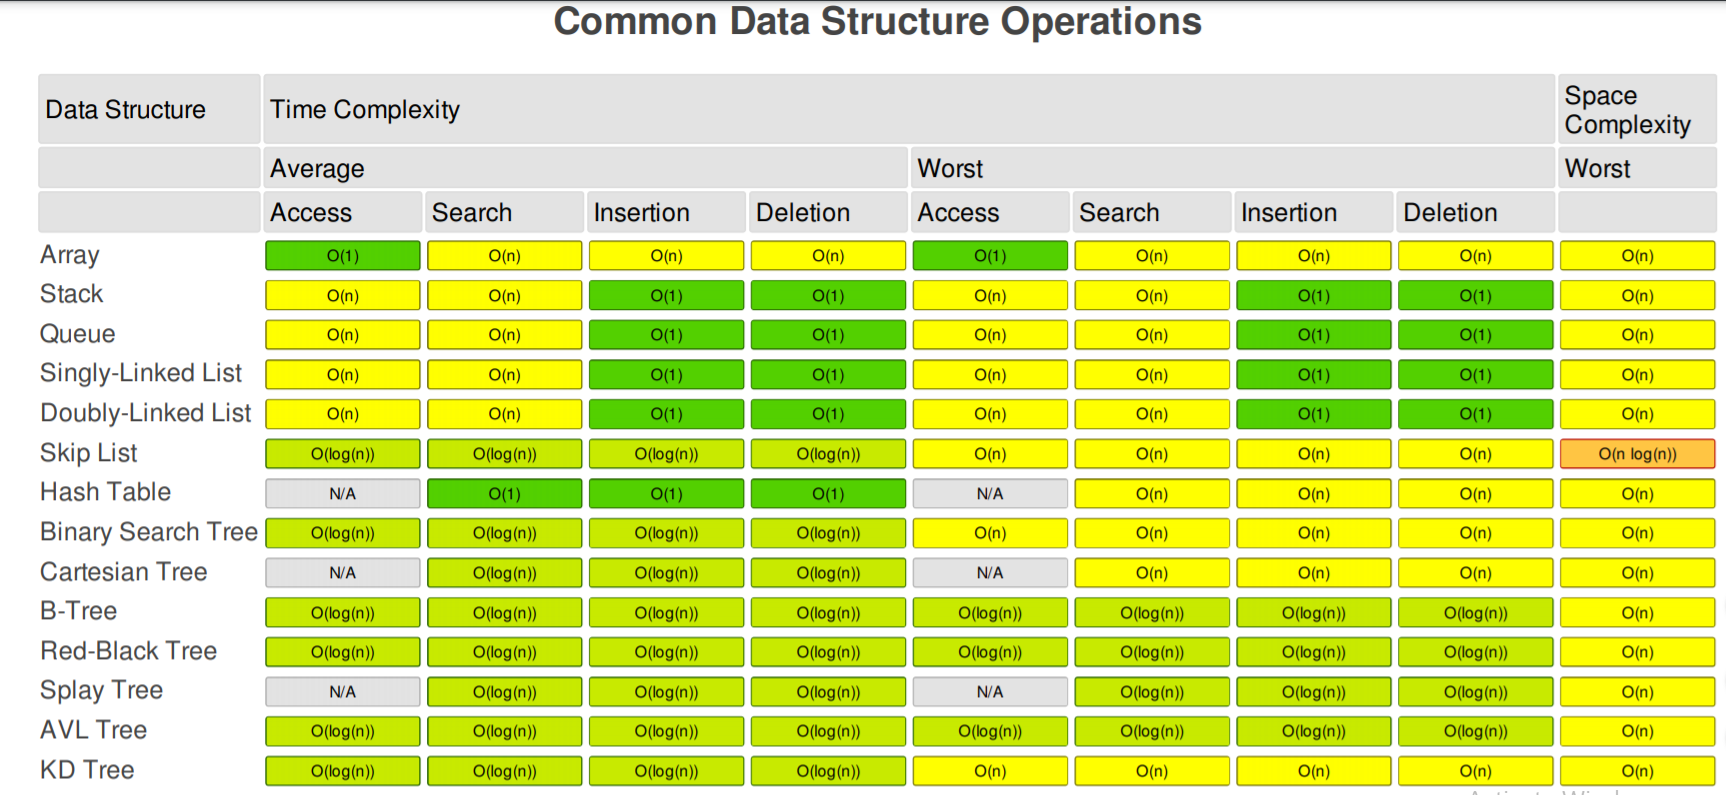 Common Data Structure Operations
Data Structure Time Complexity Space Complexity
Average Worst Worst
Access Search Insertion Deletion Access Search Insertion Deletion
Array O(1) O(n) O(n) O(n) O(1) O(n) O(n) O(n) O(n)
Stack O(n) O(n) O(1) O(1) O(n) O(n) O(1) O(1) O(n)
Queue O(n) O(n) O(1) O(1) O(n) O(n) O(1) O(1) O(n)
Singly-Linked List O(n) O(n) O(1) O(1) O(n) O(n) O(1) O(1) O(n)
Doubly-Linked List O(n) O(n) O(1) O(1) O(n) O(n) O(1) O(1) O(n)
Skip List O(log(n)) O(log(n)) O(log(n)) O(log(n)) O(n) O(n) O(n) O(n) O(n log(n))
Hash Table N/A O(1) O(1) O(1) N/A O(n) O(n) O(n) O(n)
Binary Search Tree O(log(n)) O(log(n)) O(log(n)) O(log(n)) O(n) O(n) O(n) O(n) O(n)
Cartesian Tree N/A O(log(n)) O(log(n)) O(log(n)) N/A O(n) O(n) O(n) O(n)
B-Tree O(log(n)) O(log(n)) O(log(n)) O(log(n)) O(log(n)) O(log(n)) O(log(n)) O(log(n)) O(n)
Red-Black Tree O(log(n)) O(log(n)) O(log(n)) O(log(n)) O(log(n)) O(log(n)) O(log(n)) O(log(n)) O(n)
Splay Tree N/A O(log(n)) O(log(n)) O(log(n)) N/A O(log(n)) O(log(n)) O(log(n)) O(n)
AVL Tree O(log(n)) O(log(n)) O(log(n)) O(log(n)) O(log(n)) O(log(n)) O(log(n)) O(log(n)) O(n)
KD Tree O(log(n)) O(log(n)) O(log(n)) O(log(n)) O(n) O(n) O(n) O(n) O(n)